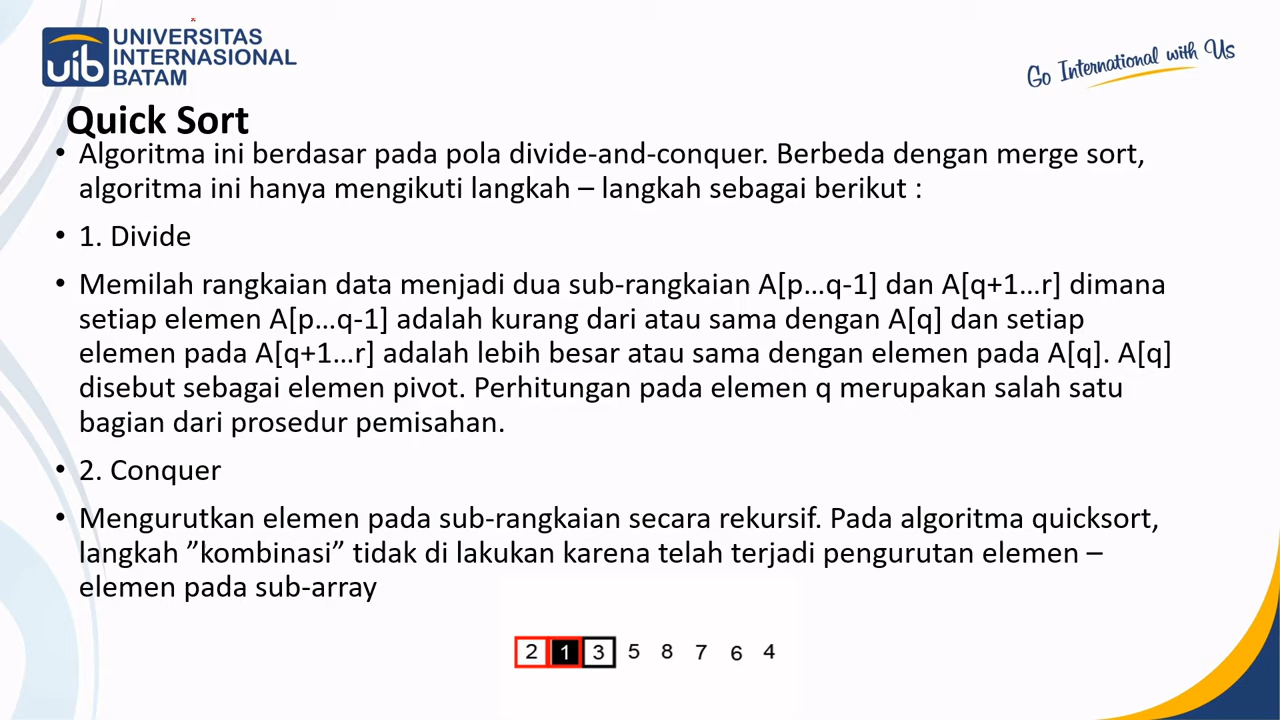 UNIVERSITAS
INTERNASIONAL
BATAM
uib
Go International with Us
Quick Sort
• Algoritma ini berdasar pada pola divide-and-conquer. Berbeda dengan merge sort,
algoritma ini hanya mengikuti langkah – langkah sebagai berikut :
• 1. Divide
• Memilah rangkaian data menjadi dua sub-rangkaian A[p…q-1] dan A[q+1…r] dimana
setiap elemen A[p…q-1] adalah kurang dari atau sama dengan A[q] dan setiap
elemen pada A[q+1…r] adalah lebih besar atau sama dengan elemen pada A[q]. A[q]
disebut sebagai elemen pivot. Perhitungan pada elemen q merupakan salah satu
bagian dari prosedur pemisahan.
• 2. Conquer
• Mengurutkan elemen pada sub-rangkaian secara rekursif. Pada algoritma quicksort,
langkah ”kombinasi” tidak di lakukan karena telah terjadi pengurutan elemen –
elemen pada sub-array
2 1 3 5 8 7 6 4